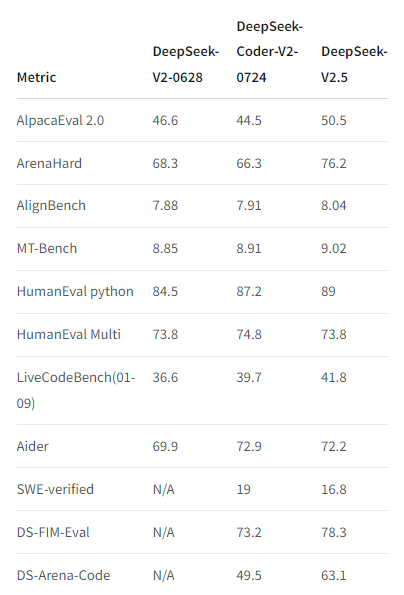 Metric DeepSeek-V2-0628 DeepSeek-Coder-V2-0724 DeepSeek-V2.5
AlpacaEval 2.0 46.6 44.5 50.5
ArenaHard 68.3 66.3 76.2
AlignBench 7.88 7.91 8.04
MT-Bench 8.85 8.91 9.02
HumanEval python 84.5 87.2 89
HumanEval Multi 73.8 74.8 73.8
LiveCodeBench(01-09) 36.6 39.7 41.8
Aider 69.9 72.9 72.2
SWE-verified N/A 19 16.8
DS-FIM-Eval N/A 73.2 78.3
DS-Arena-Code N/A 49.5 63.1